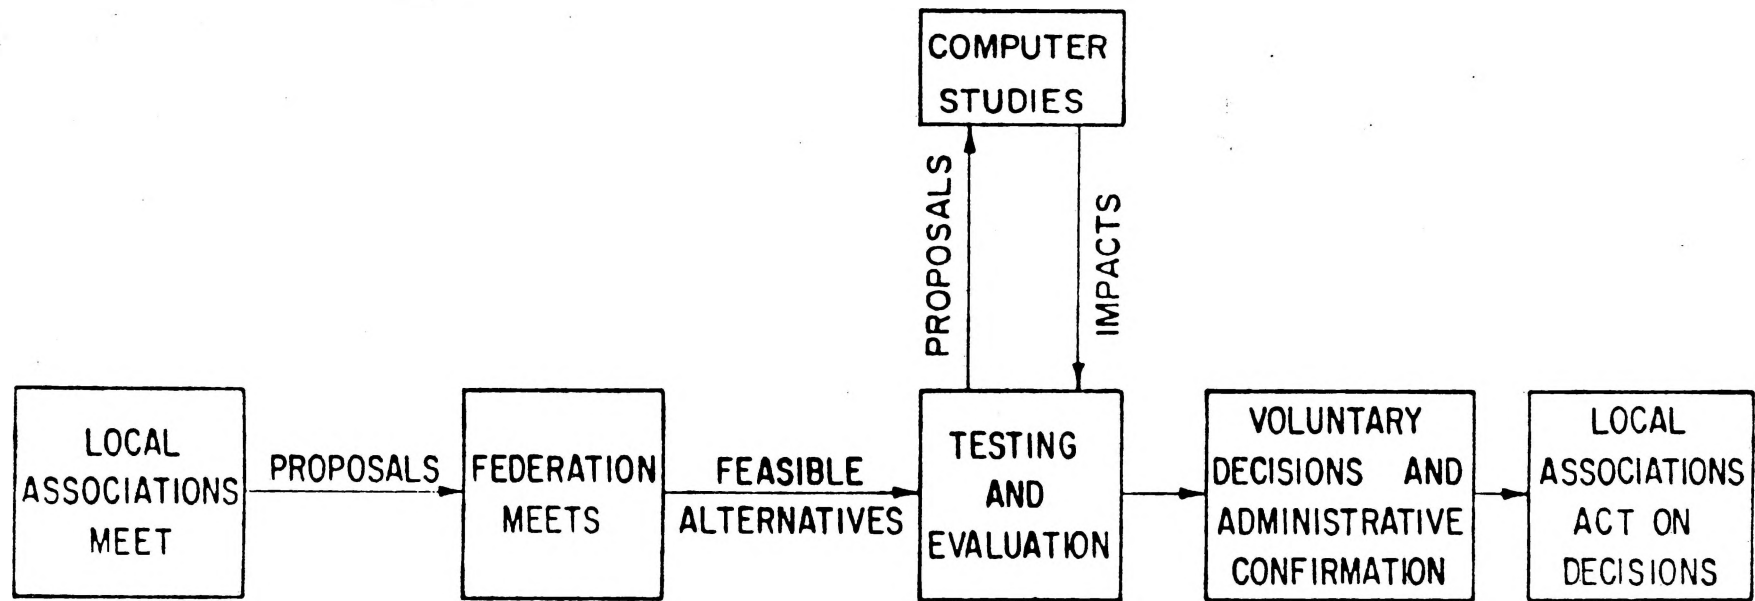 COMPUTER
STUDIES
PROPOSALS
IMPACTS
LOCAL
ASSOCIATIONS
MEET
PROPOSALS
FEDERATION
MEETS
FEASIBLE
ALTERNATIVES
TESTING
AND
EVALUATION
VOLUNTARY
DECISIONS AND
ADMINISTRATIVE
CONFIRMATION
LOCAL
ASSOCIATIONS
ACT ON
DECISIONS